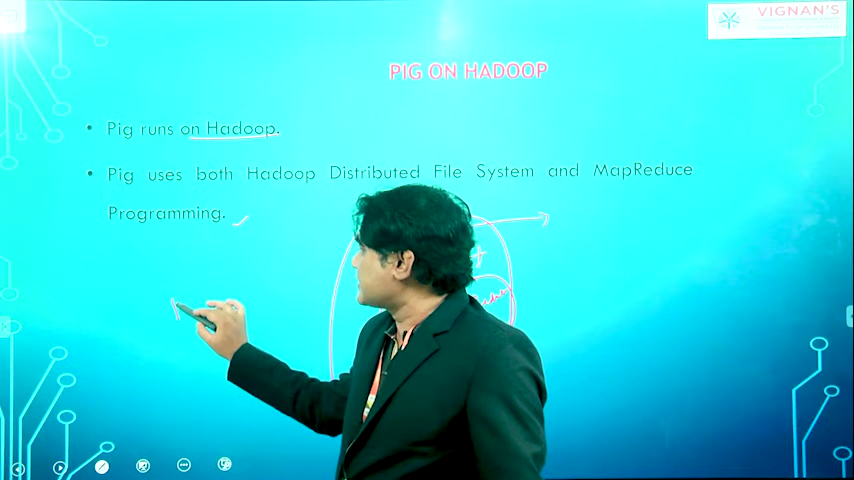 VIGNAN'S
PIG ON HADOOP
• Pig runs on Hadoop.
• Pig uses both Hadoop Distributed File System and MapReduce
Programming.
+